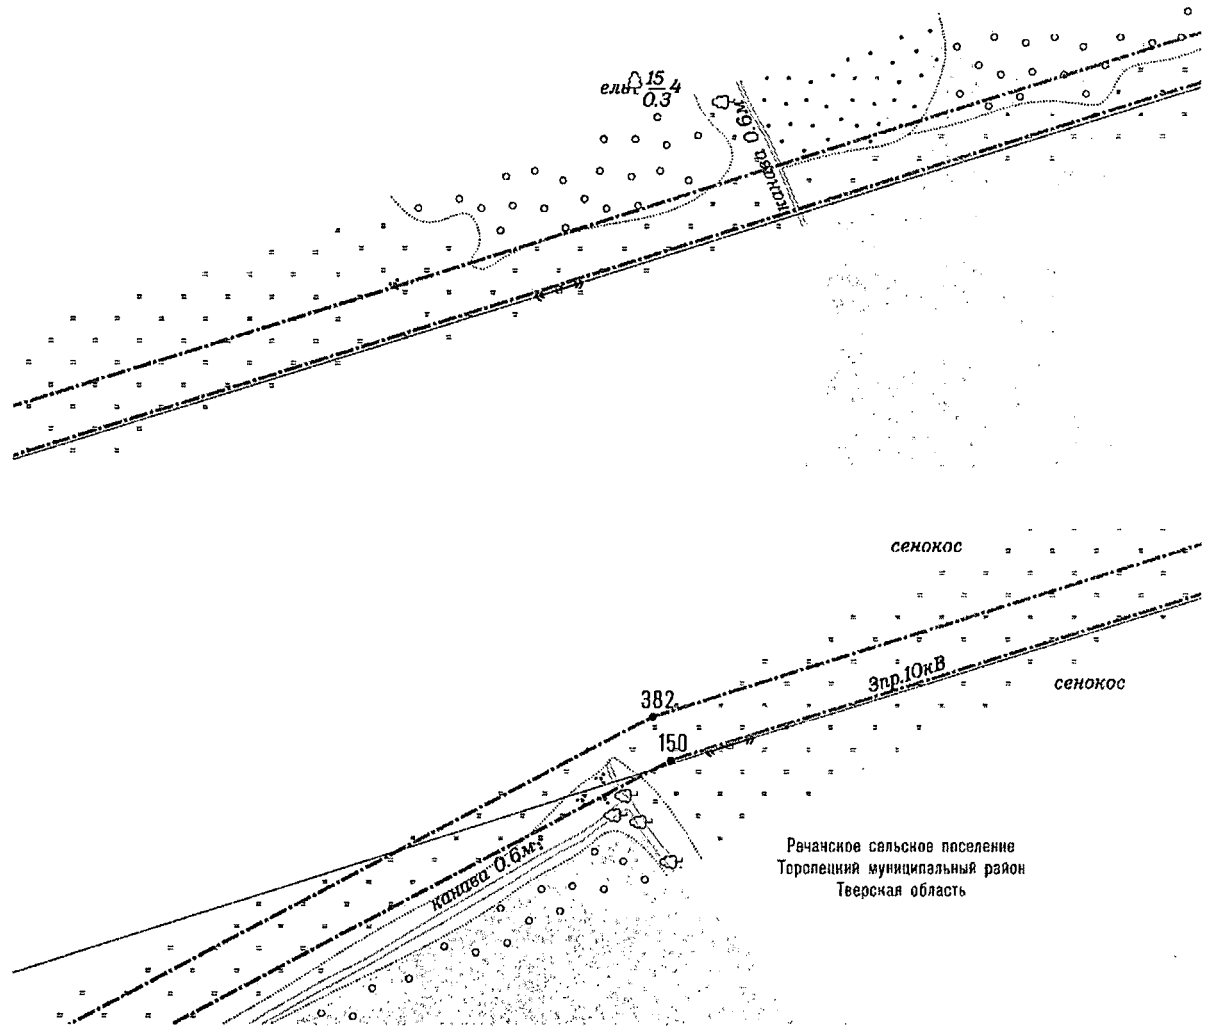 ель 15 4
0.3
канава 0.6м
сенокос
3пр.10кВ
сенокос
382
150
канава 0.6м
Речанское сельское поселение
Торопецкий муниципальный район
Тверская область